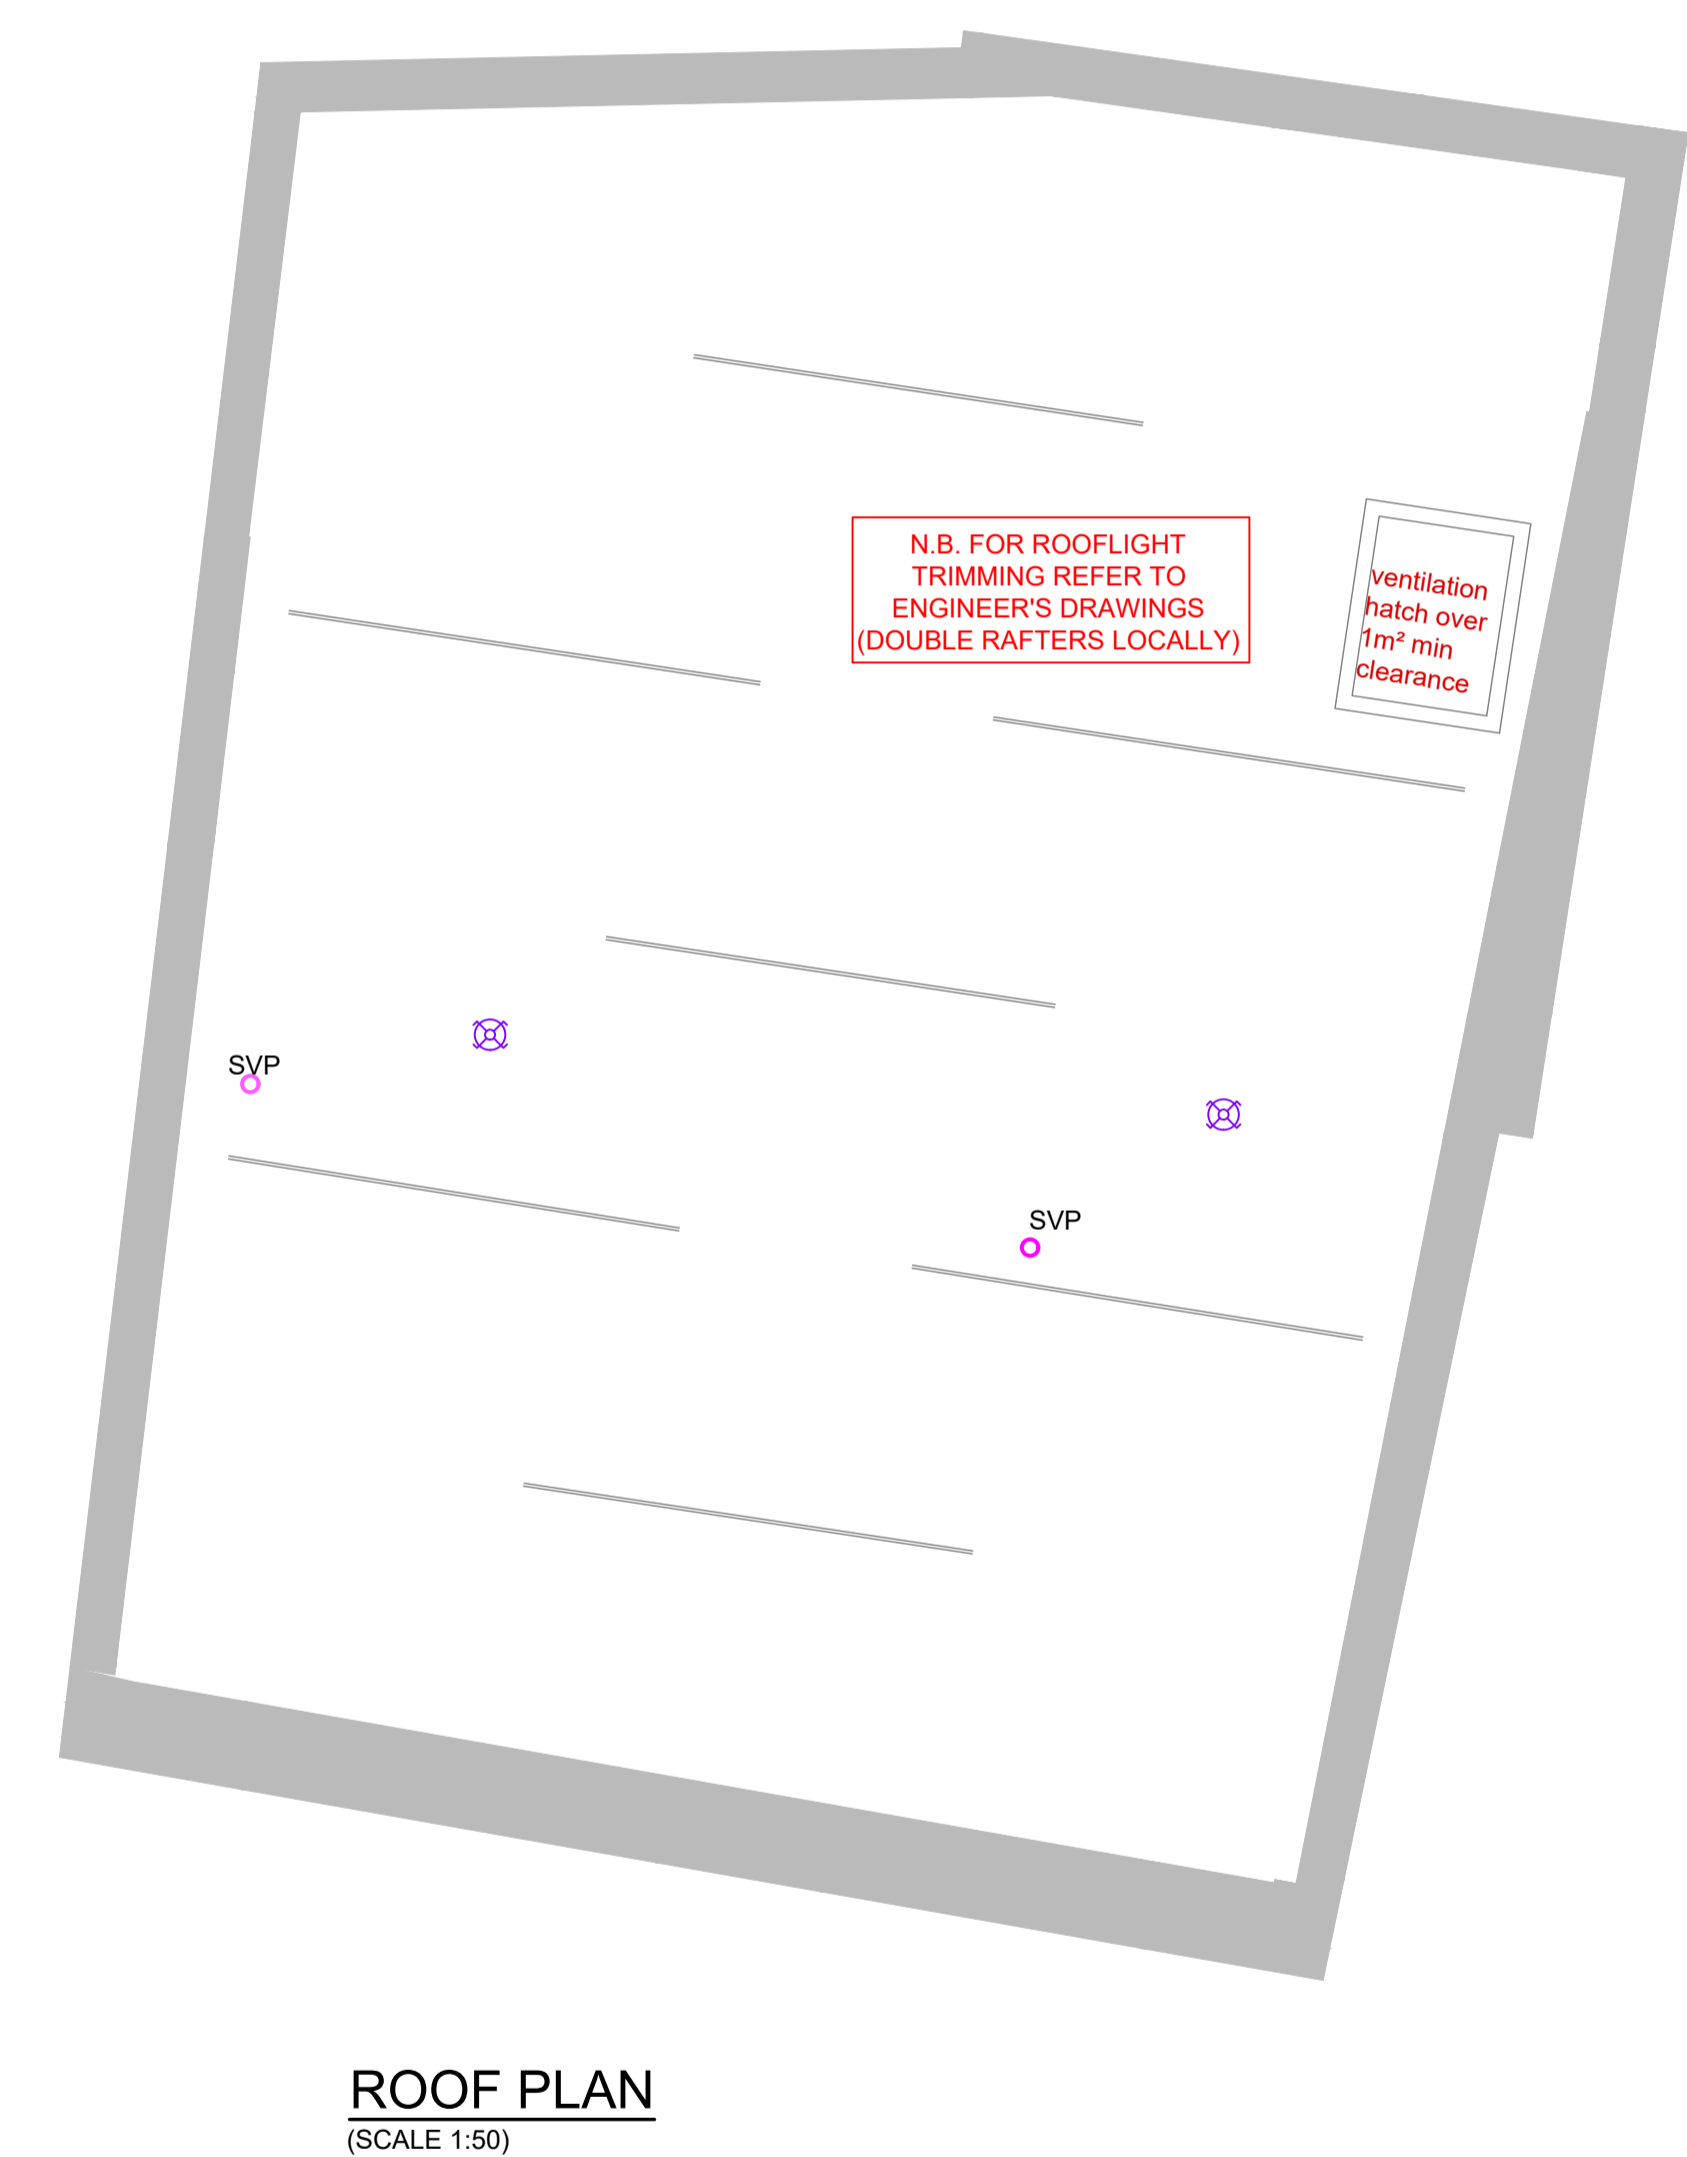 N.B. FOR ROOFLIGHT
TRIMMING REFER TO
ENGINEER'S DRAWINGS
(DOUBLE RAFTERS LOCALLY)
ventilation
hatch over
1m² min
clearance
SVP
SVP
ROOF PLAN
(SCALE 1:50)